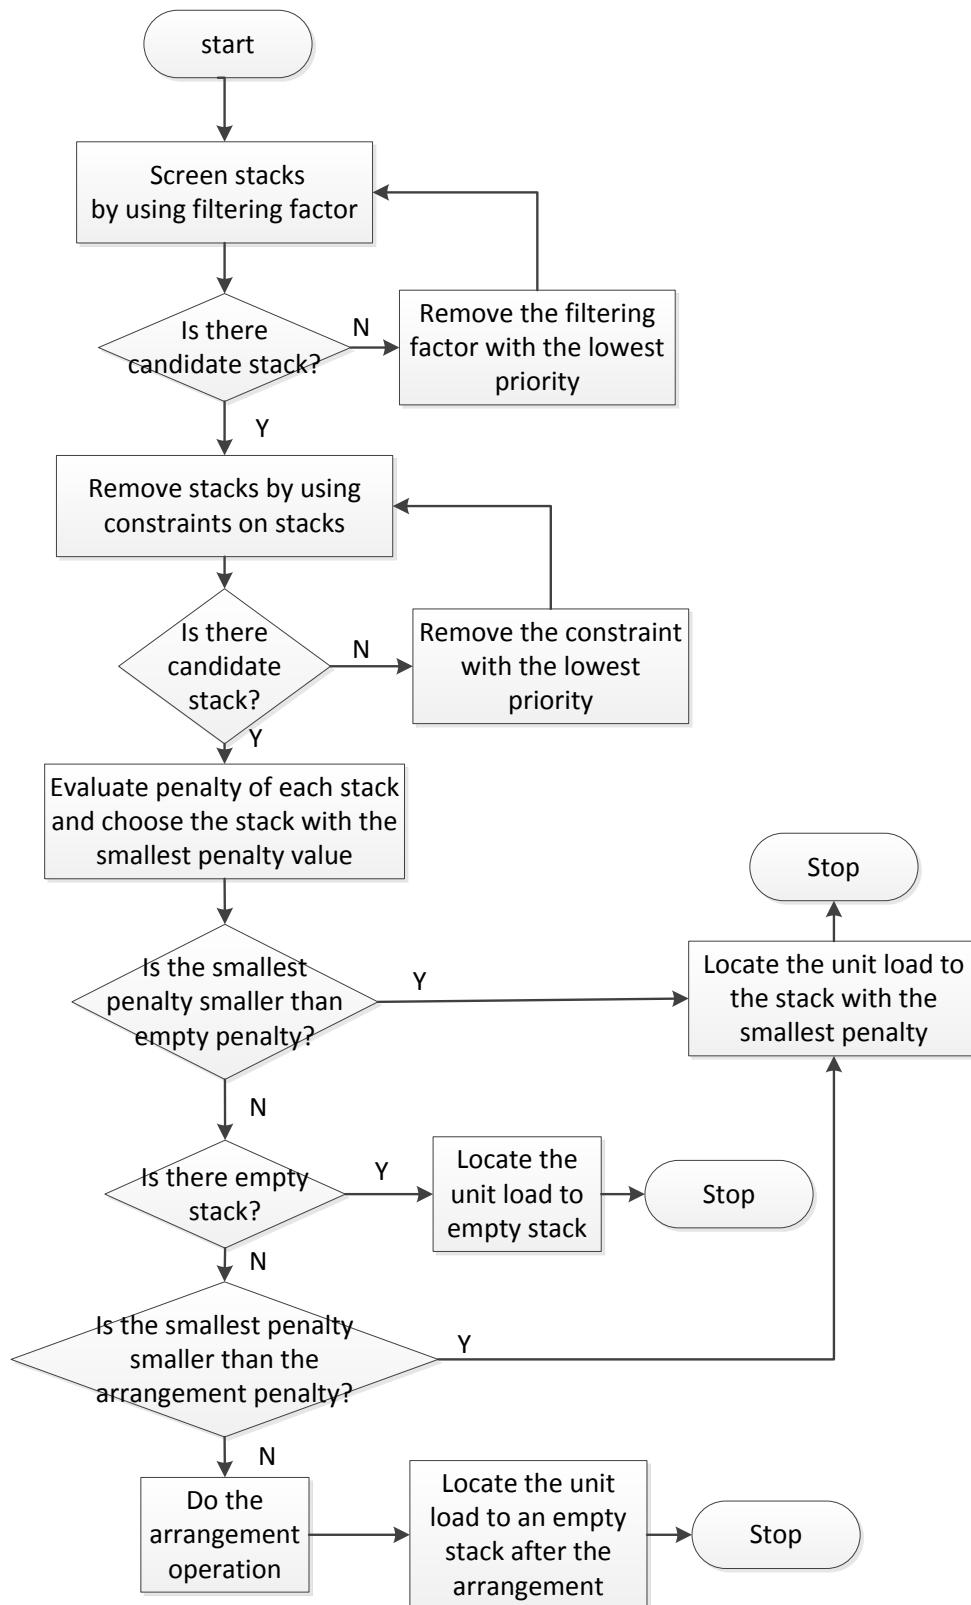 start
Screen stacks
by using filtering factor
Is there
candidate stack?
N
Remove the filtering
factor with the lowest
priority
Y
Remove stacks by using
constraints on stacks
Is there
candidate
stack?
N
Remove the constraint
with the lowest
priority
Y
Evaluate penalty of each stack
and choose the stack with the
smallest penalty value
Stop
Is the smallest
penalty smaller than
empty penalty?
Y
Locate the unit load to
the stack with the
smallest penalty
N
Is there empty
stack?
Y
Locate the
unit load to
empty stack
Stop
N
Is the smallest penalty
smaller than the
arrangement penalty?
Y
N
Do the
arrangement
operation
Locate the unit
load to an empty
stack after the
arrangement
Stop